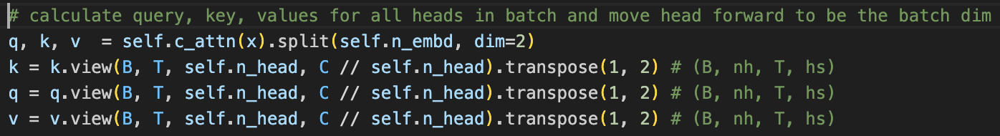 # calculate query, key, values for all heads in batch and move head forward to be the batch dim
q, k, v  = self.c_attn(x).split(self.n_embd, dim=2)
k = k.view(B, T, self.n_head, C // self.n_head).transpose(1, 2) # (B, nh, T, hs)
q = q.view(B, T, self.n_head, C // self.n_head).transpose(1, 2) # (B, nh, T, hs)
v = v.view(B, T, self.n_head, C // self.n_head).transpose(1, 2) # (B, nh, T, hs)